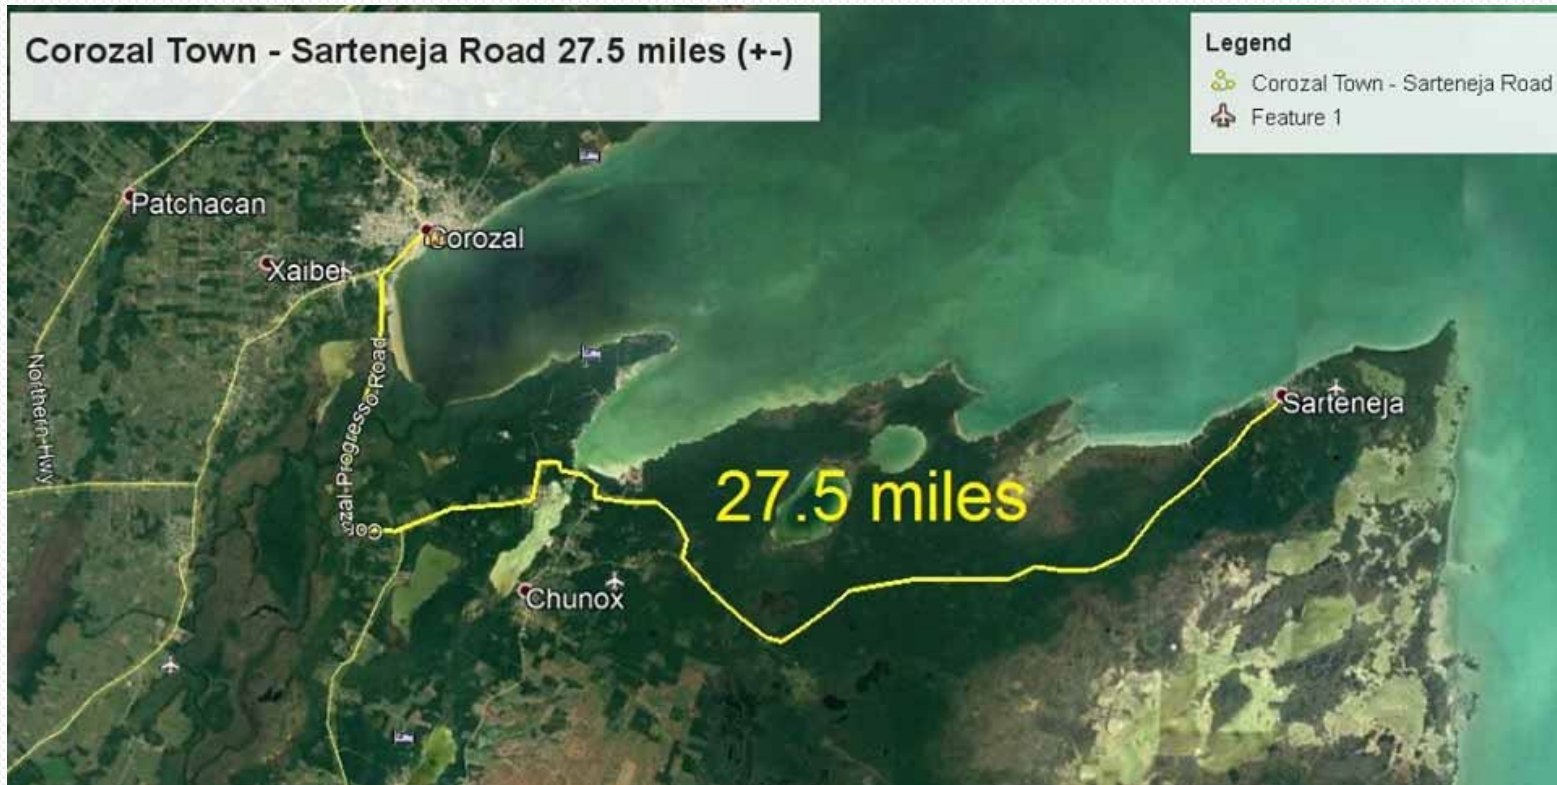 Corozal Town - Sarteneja Road 27.5 miles (+-)
Legend
Corozal Town - Sarteneja Road
Feature 1
Patchacan
Corozal
Xaibe
Northern Hwy
zal Progresso Road
Sarteneja
27.5 miles
Chunox